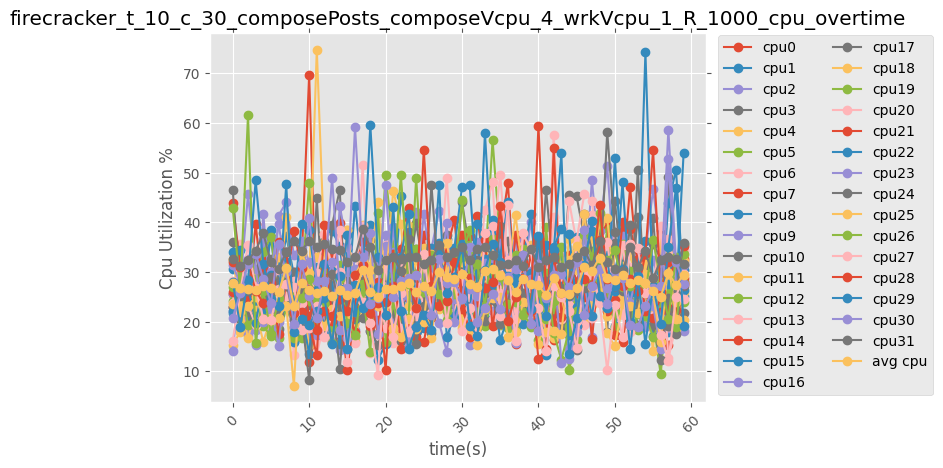 firecracker_t_10_c_30_composePosts_composeVcpu_4_wrkVcpu_1_R_1000_cpu_overtime
Cpu Utilization %
70
60
50
40
30
20
10
0
10
20
30
40
50
60
time(s)
cpu0
cpu1
cpu2
cpu3
cpu4
cpu5
cpu6
cpu7
cpu8
cpu9
cpu10
cpu11
cpu12
cpu13
cpu14
cpu15
cpu16
cpu17
cpu18
cpu19
cpu20
cpu21
cpu22
cpu23
cpu24
cpu25
cpu26
cpu27
cpu28
cpu29
cpu30
cpu31
avg cpu